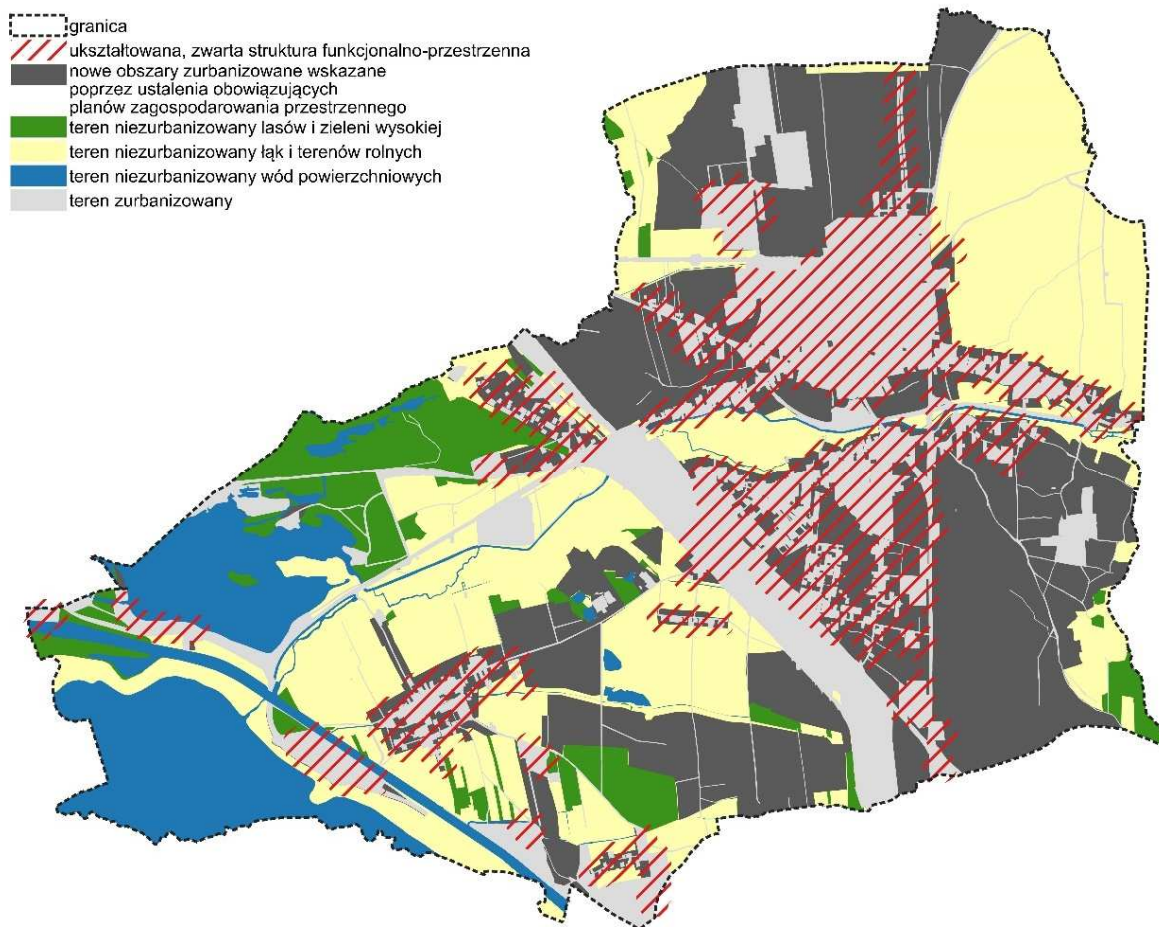 granica
ukształtowana, zwarta struktura funkcjonalno-przestrzenna
nowe obszary zurbanizowane wskazane
poprzez ustalenia obowiązujących
planów zagospodarowania przestrzennego
teren niezurbanizowany lasów i zieleni wysokiej
teren niezurbanizowany łąk i terenów rolnych
teren niezurbanizowany wód powierzchniowych
teren zurbanizowany